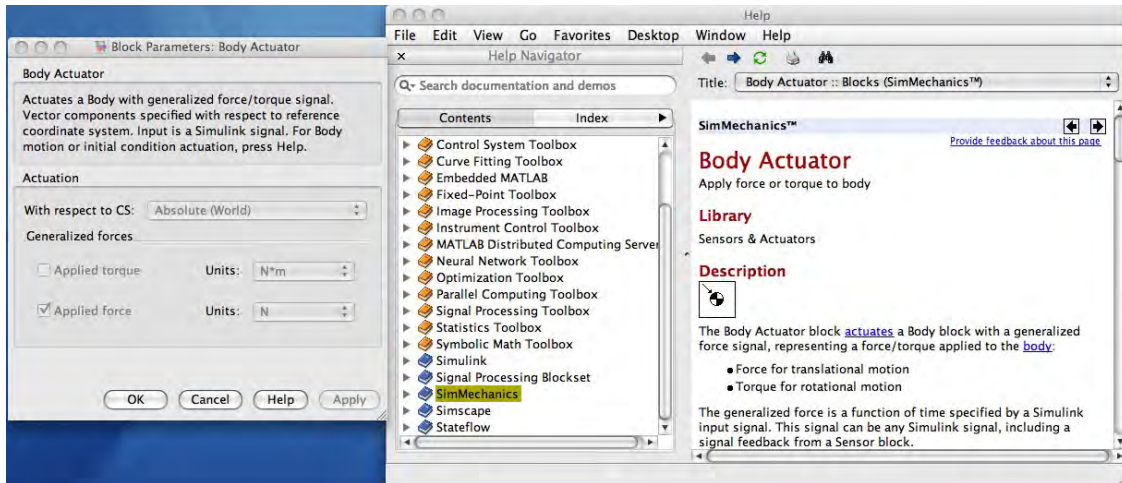 Block Parameters: Body Actuator
Body Actuator
Actuates a Body with generalized force/torque signal.
Vector components specified with respect to reference
coordinate system. Input is a Simulink signal. For Body
motion or initial condition actuation, press Help.
Actuation
With respect to CS: Absolute (World)
Generalized forces
Applied torque Units: N*m
Applied force Units: N
OK Cancel Help Apply
Help
File Edit View Go Favorites Desktop Window Help
x Help Navigator
Search documentation and demos
Contents Index
Control System Toolbox
Curve Fitting Toolbox
Embedded MATLAB
Fixed-Point Toolbox
Image Processing Toolbox
Instrument Control Toolbox
MATLAB Distributed Computing Server
Neural Network Toolbox
Optimization Toolbox
Parallel Computing Toolbox
Signal Processing Toolbox
Statistics Toolbox
Symbolic Math Toolbox
Simulink
Signal Processing Blockset
SimMechanics
Simscape
Stateflow
Title: Body Actuator :: Blocks (SimMechanics™)
SimMechanics™
Provide feedback about this page
Body Actuator
Apply force or torque to body
Library
Sensors & Actuators
Description
The Body Actuator block actuates a Body block with a generalized
force signal, representing a force/torque applied to the body:
• Force for translational motion
• Torque for rotational motion
The generalized force is a function of time specified by a Simulink
input signal. This signal can be any Simulink signal, including a
signal feedback from a Sensor block.